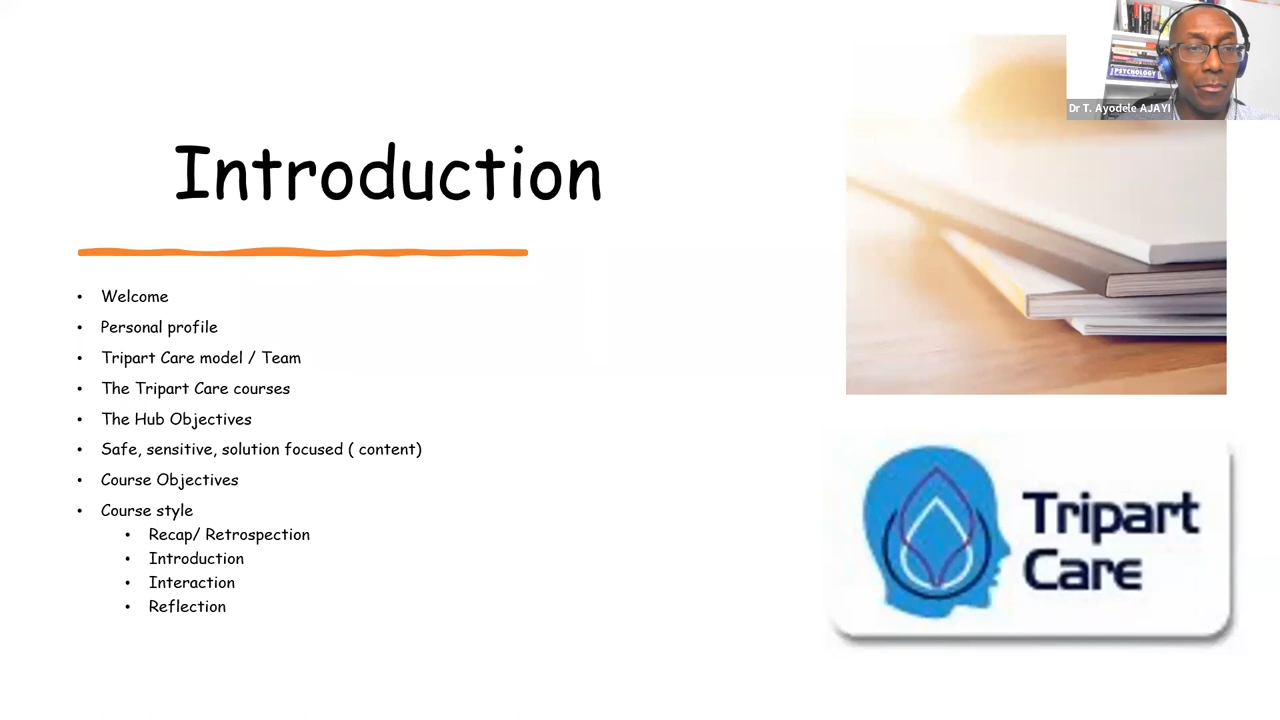 Dr T. Ayodele AJAYI
PSYCHOLOGY
Introduction
• Welcome
• Personal profile
• Tripart Care model / Team
• The Tripart Care courses
• The Hub Objectives
• Safe, sensitive, solution focused ( content)
• Course Objectives
• Course style
• Recap/ Retrospection
• Introduction
• Interaction
• Reflection
Tripart
Care